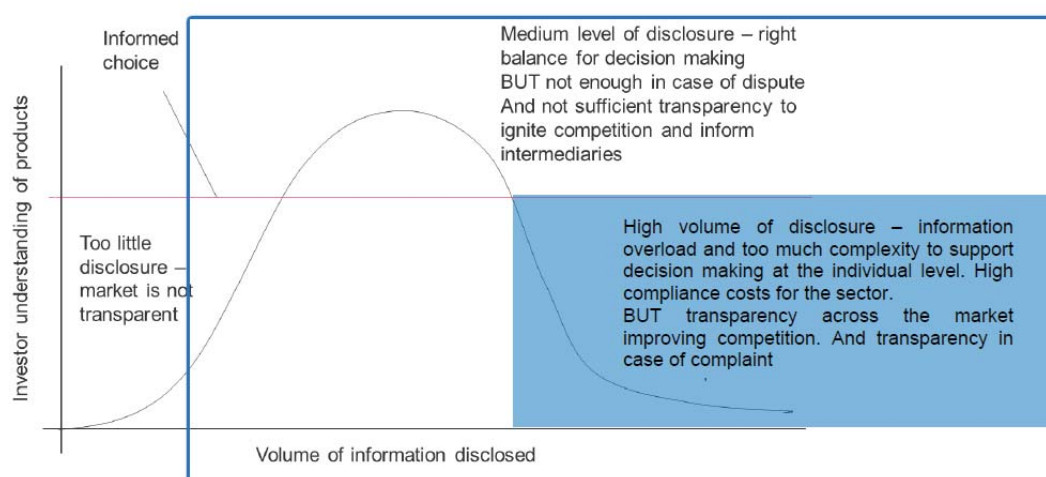 Informed
choice
Medium level of disclosure – right
balance for decision making
BUT not enough in case of dispute
And not sufficient transparency to
ignite competition and inform
intermediaries
Investor understanding of products
Too little
disclosure –
market is not
transparent
High volume of disclosure – information
overload and too much complexity to support
decision making at the individual level. High
compliance costs for the sector.
BUT transparency across the market
improving competition. And transparency in
case of complaint
Volume of information disclosed